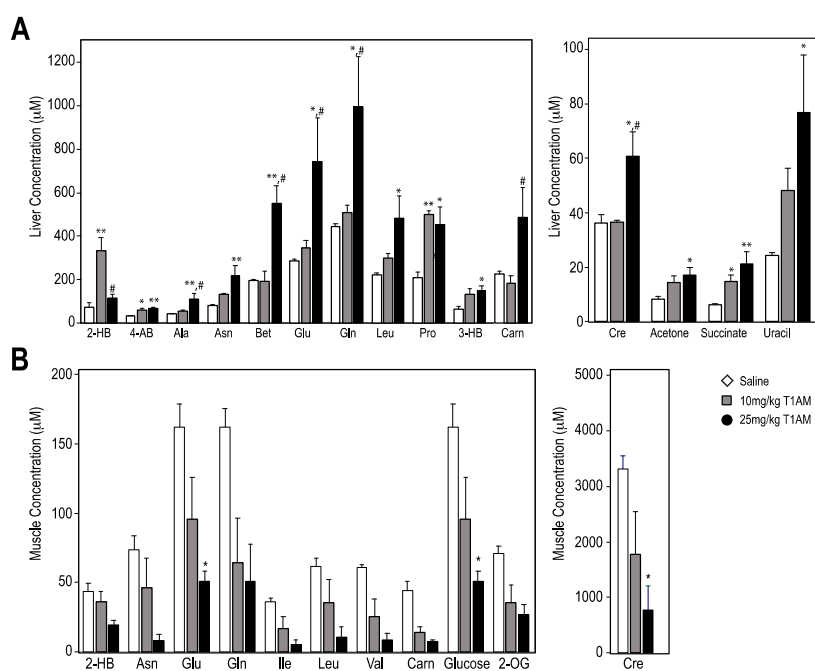 A
Liver Concentration (µM)
1200
1000
800
600
400
200
0
** # * ** **,# ** **,# *,# *,# * ** * * #
2-HB 4-AB Ala Asn Bet Glu Gln Leu Pro 3-HB Carn
Liver Concentration (µM)
100
80
60
40
20
0
*,# * * ** *
Cre Acetone Succinate Uracil
B
Muscle Concentration (µM)
200
150
100
50
0
* *
2-HB Asn Glu Gln Ile Leu Val Carn Glucose 2-OG
Muscle Concentration (µM)
5000
4000
3000
2000
1000
0
*
Cre
Saline
10mg/kg T1AM
25mg/kg T1AM